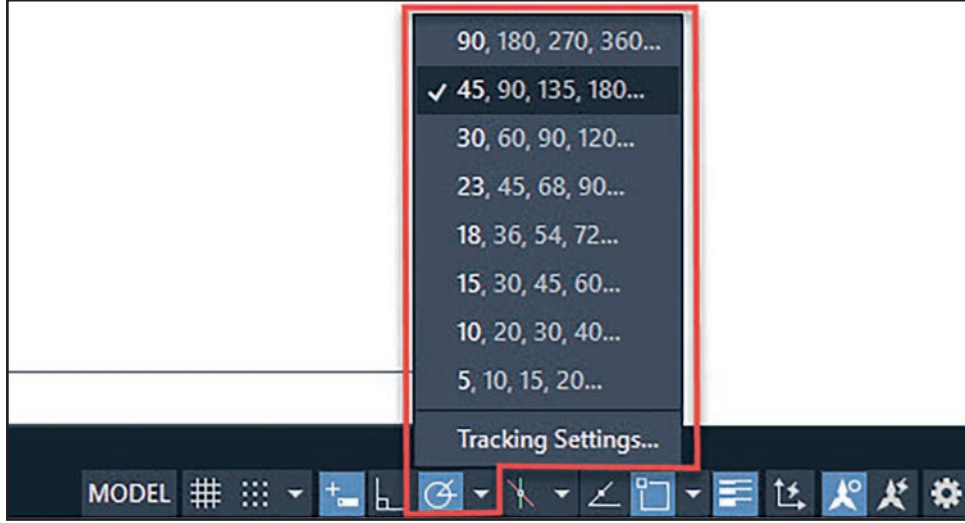 90, 180, 270, 360...
45, 90, 135, 180...
30, 60, 90, 120...
23, 45, 68, 90...
18, 36, 54, 72...
15, 30, 45, 60...
10, 20, 30, 40...
5, 10, 15, 20...
Tracking Settings...
MODEL